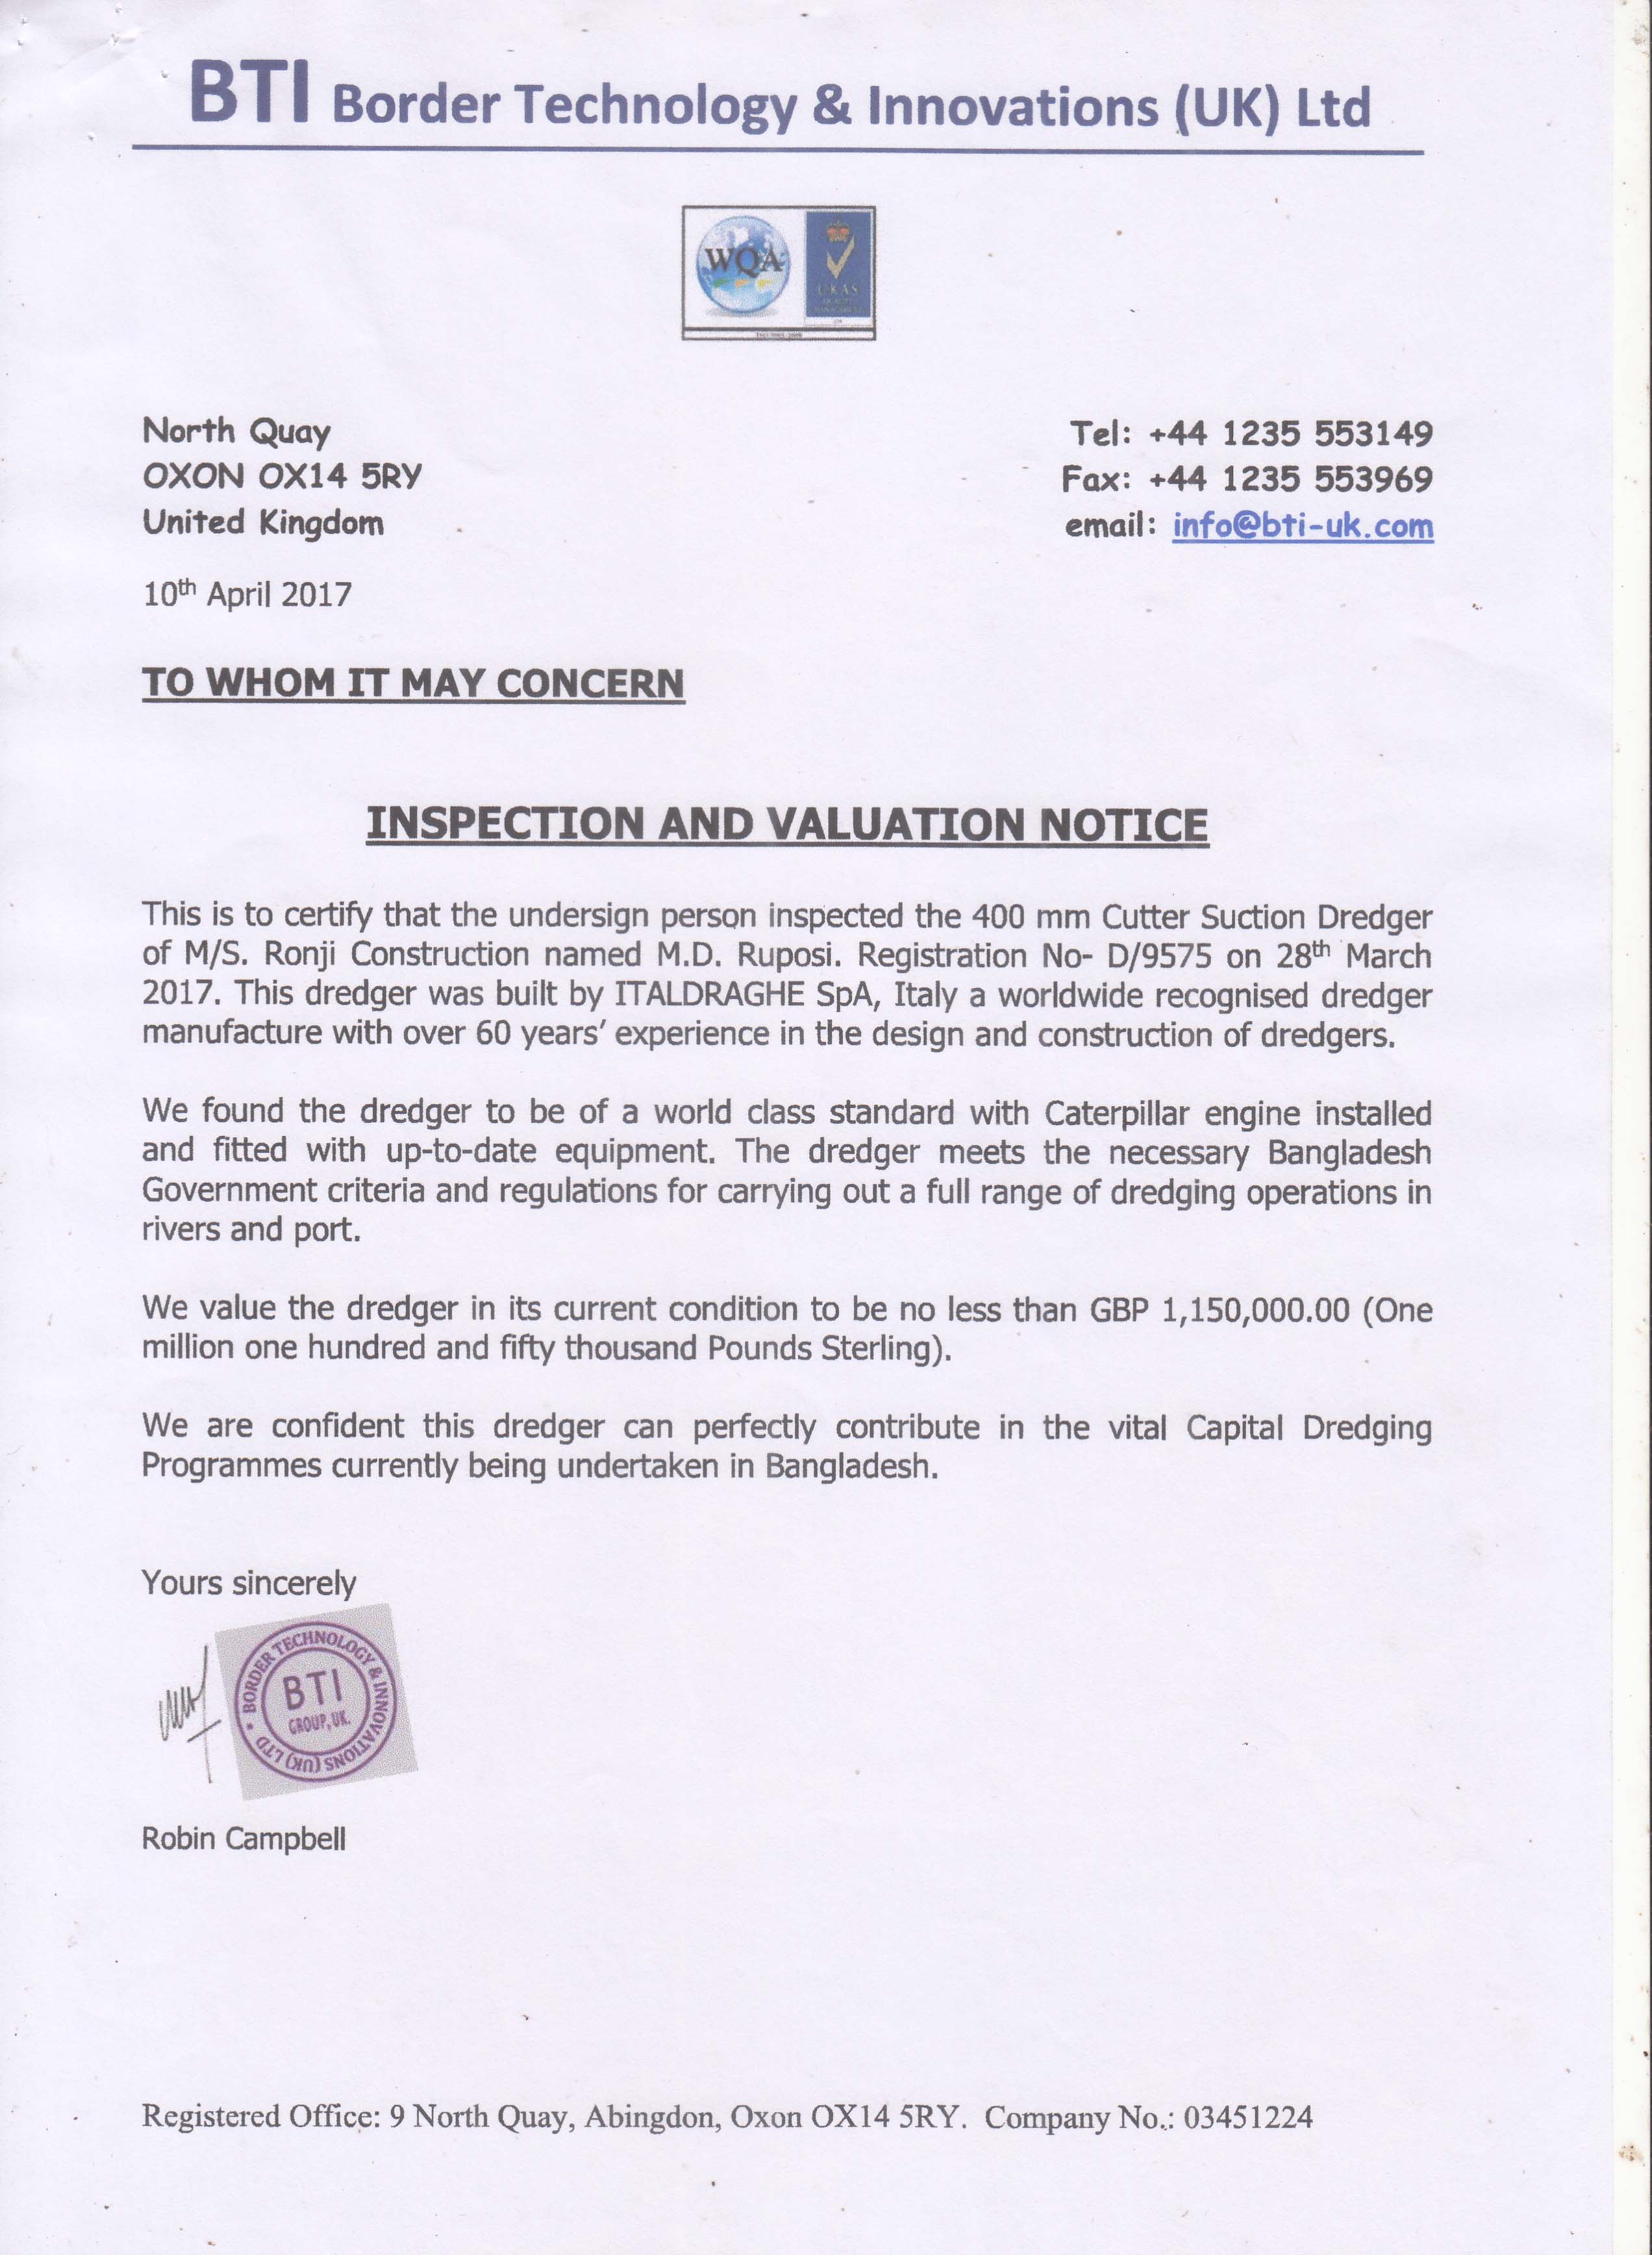 BTI Border Technology & Innovations (UK) Ltd
WQA
UKAS
QUALITY
MANAGEMENT
North Quay
OXON OX14 5RY
United Kingdom
Tel: +44 1235 553149
Fax: +44 1235 553969
email: info@bti-uk.com
10th April 2017
TO WHOM IT MAY CONCERN
INSPECTION AND VALUATION NOTICE
This is to certify that the undersign person inspected the 400 mm Cutter Suction Dredger
of M/S. Ronji Construction named M.D. Ruposi. Registration No- D/9575 on 28th March
2017. This dredger was built by ITALDRAGHE SpA, Italy a worldwide recognised dredger
manufacture with over 60 years’ experience in the design and construction of dredgers.
We found the dredger to be of a world class standard with Caterpillar engine installed
and fitted with up-to-date equipment. The dredger meets the necessary Bangladesh
Government criteria and regulations for carrying out a full range of dredging operations in
rivers and port.
We value the dredger in its current condition to be no less than GBP 1,150,000.00 (One
million one hundred and fifty thousand Pounds Sterling).
We are confident this dredger can perfectly contribute in the vital Capital Dredging
Programmes currently being undertaken in Bangladesh.
Yours sincerely
BORDER TECHNOLOGY & INNOVATIONS (UK) LTD
BTI
GROUP, UK.
Robin Campbell
Registered Office: 9 North Quay, Abingdon, Oxon OX14 5RY. Company No.: 03451224